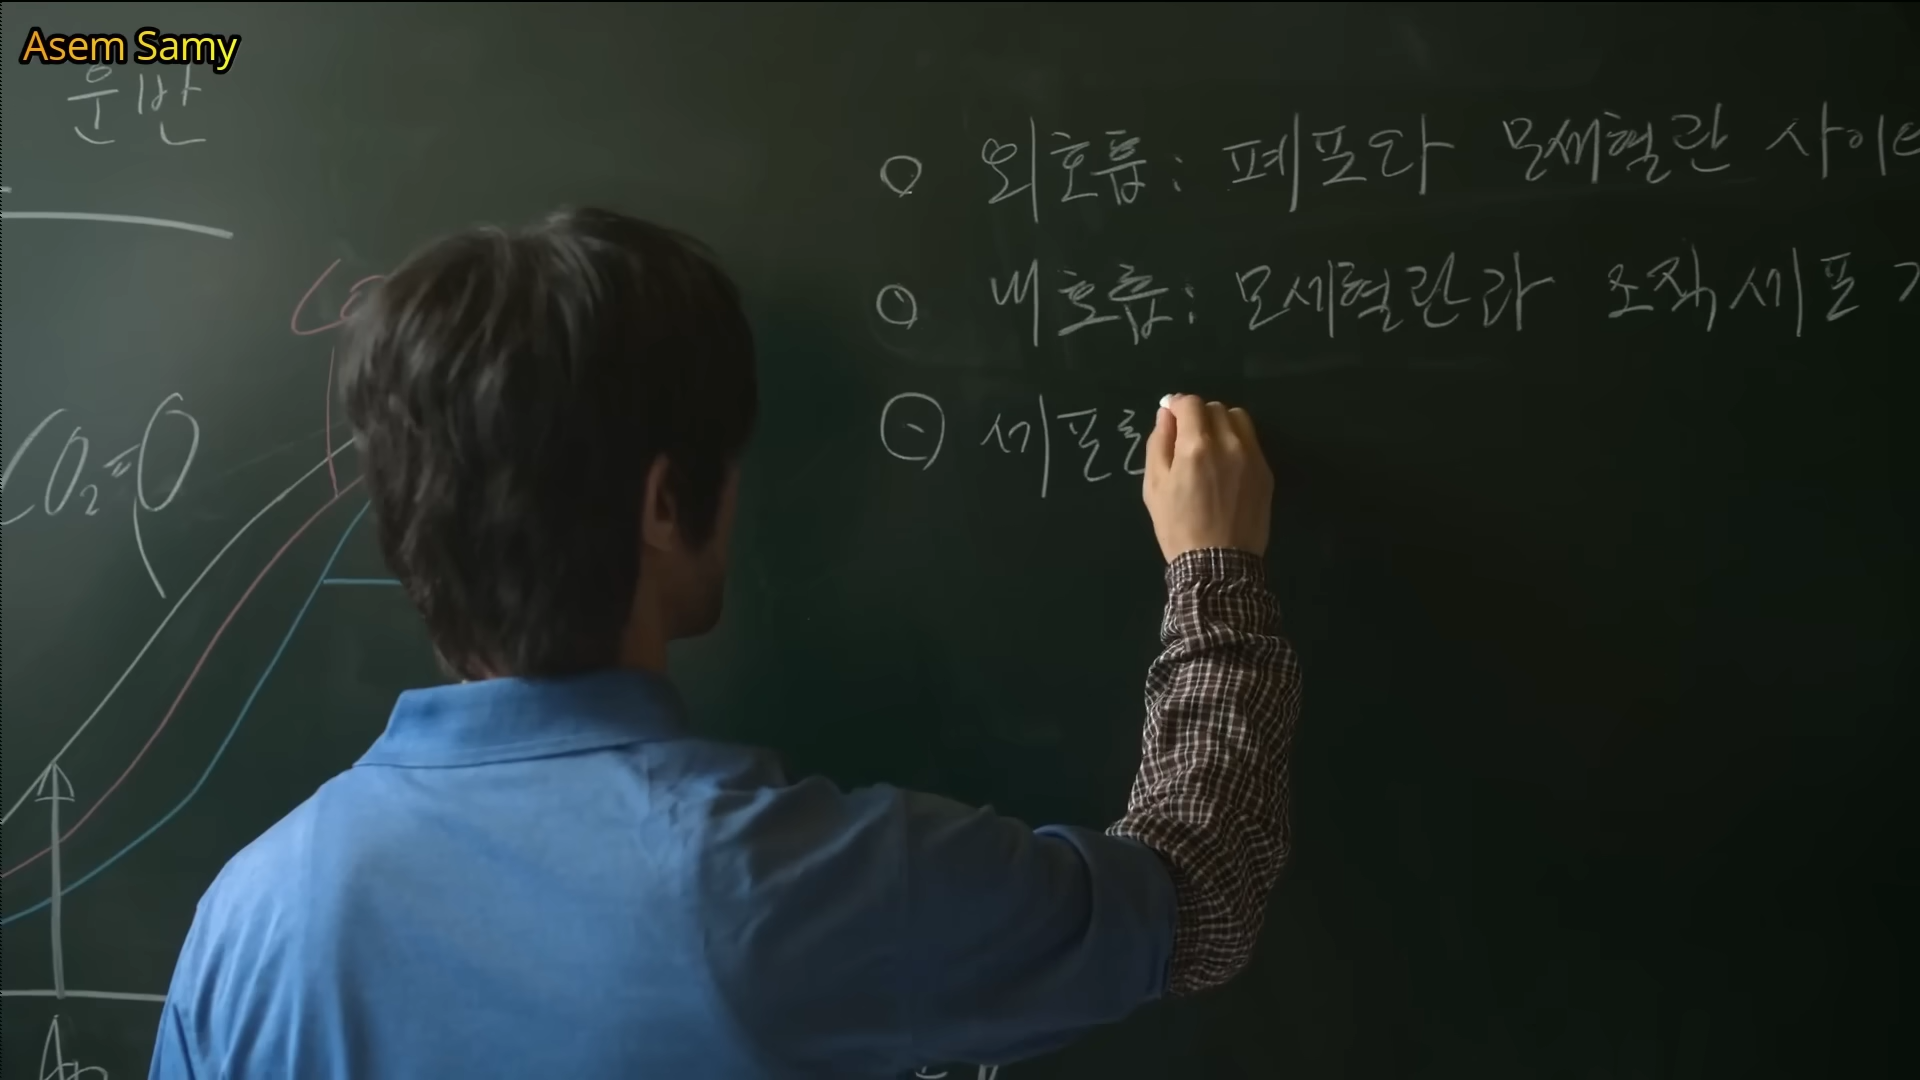 Asem Samy
운반
○ 외호흡: 폐포와 모세혈관 사이
○ 내호흡: 모세혈관과 조직세포
⊙ 세포
CO₂=0